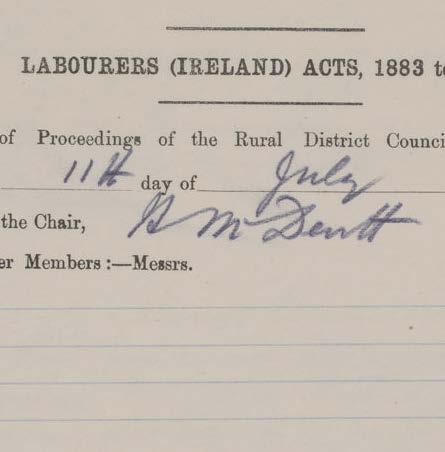 LABOURERS (IRELAND) ACTS, 1883 to
of Proceedings of the Rural District Counci
11th day of July
the Chair, H McDevitt
er Members :—Messrs.